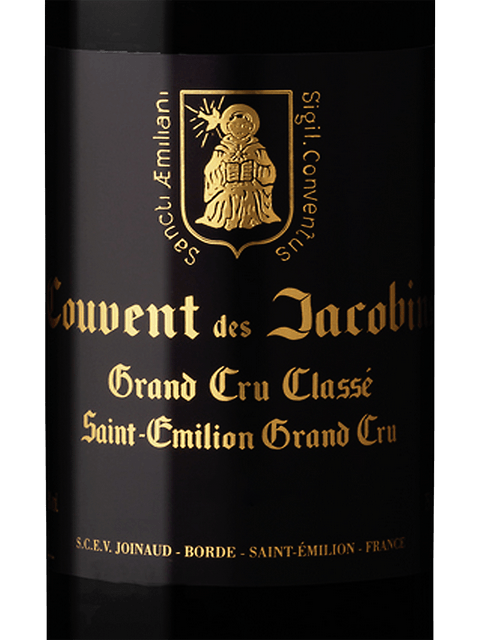 Sancti Æmiliani
Sigil. Conventus
Couvent des Jacobin
Grand Cru Classé
Saint-Emilion Grand Cru
S.C.E.V. JOINAUD - BORDE - SAINT-ÉMILION - FRANCE